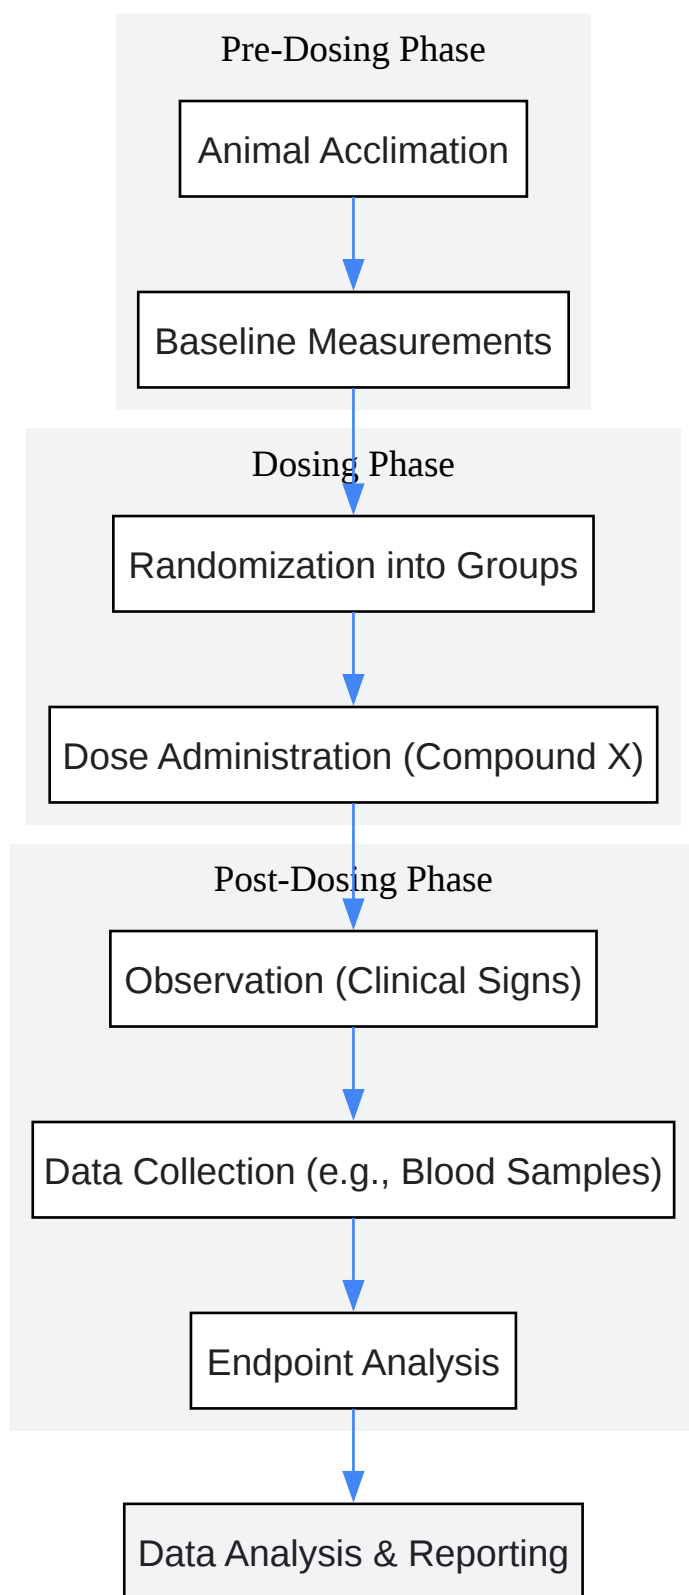 Pre-Dosing Phase
Animal Acclimation
Baseline Measurements
Dosing Phase
Randomization into Groups
Dose Administration (Compound X)
Post-Dosing Phase
Observation (Clinical Signs)
Data Collection (e.g., Blood Samples)
Endpoint Analysis
Data Analysis & Reporting